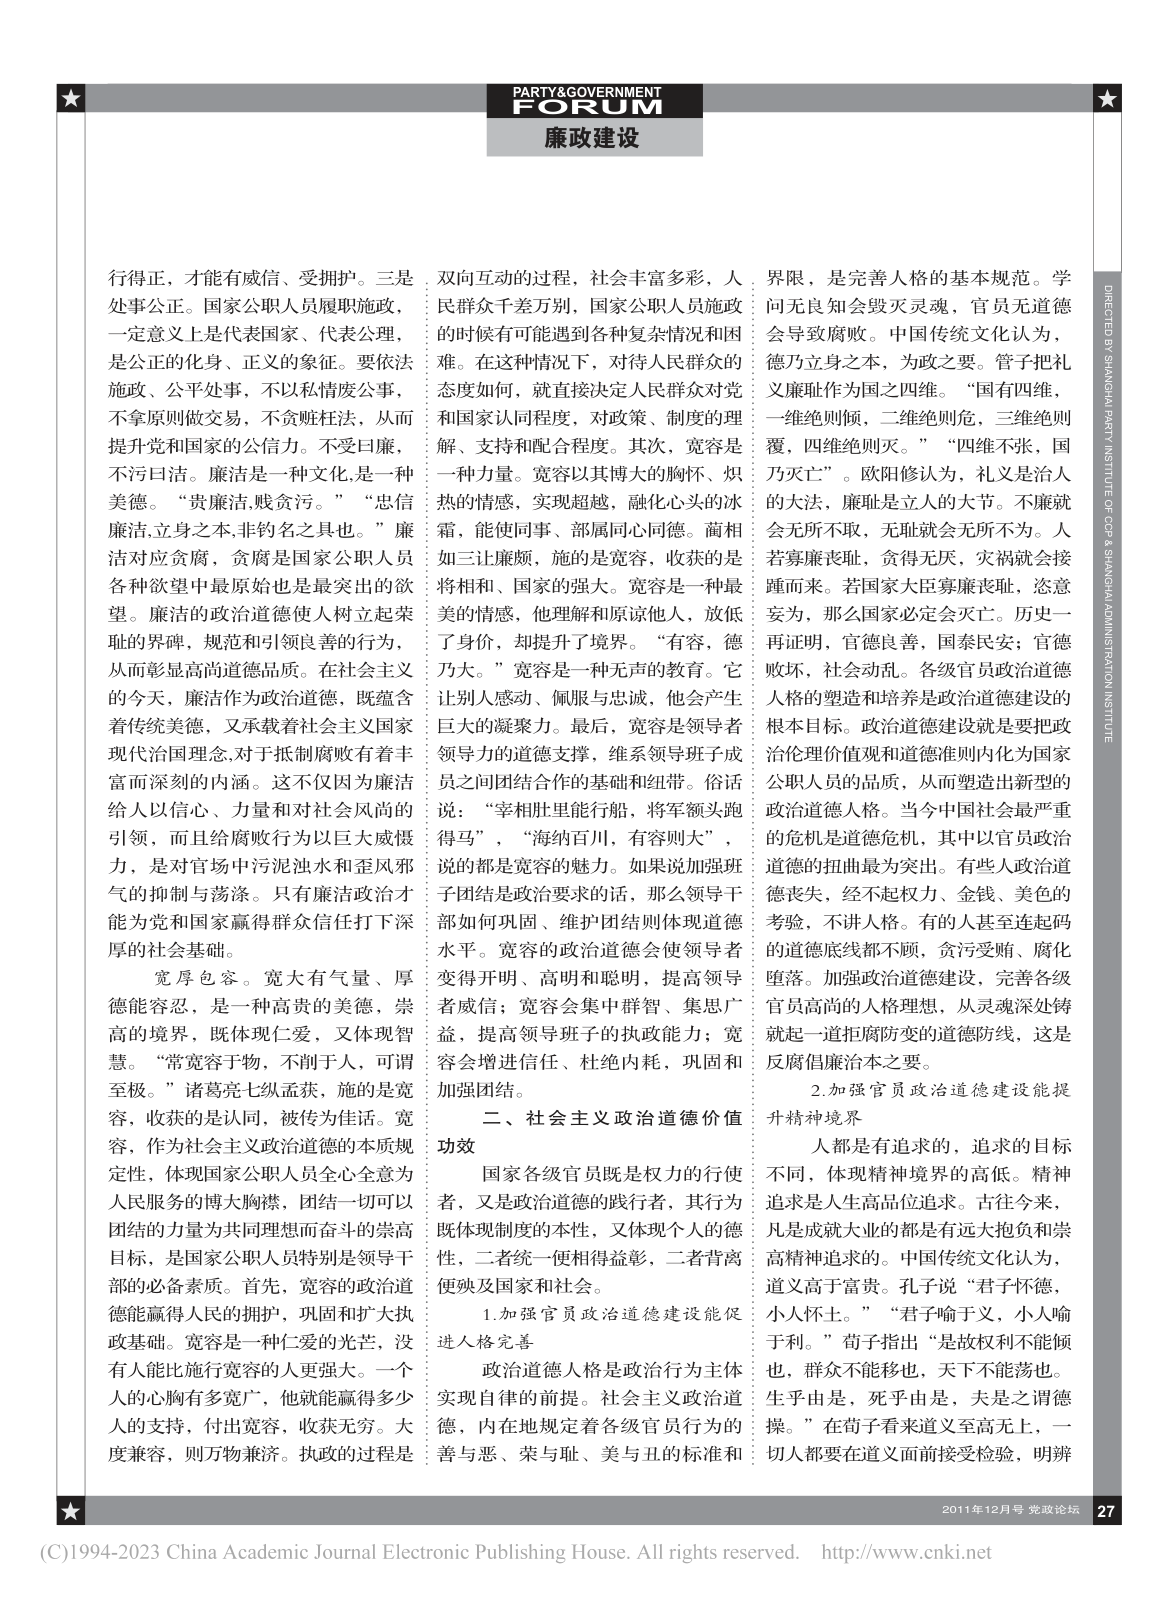 PARTY&GOVERNMENT
FORUM
廉政建设
行得正，才能有威信、受拥护。三是
处事公正。国家公职人员履职施政，
一定意义上是代表国家、代表公理，
是公正的化身、正义的象征。要依法
施政、公平处事，不以私情废公事，
不拿原则做交易，不贪赃枉法，从而
提升党和国家的公信力。不受曰廉，
不污曰洁。廉洁是一种文化,是一种
美德。“贵廉洁,贱贪污。”“忠信
廉洁,立身之本,非钓名之具也。”廉
洁对应贪腐，贪腐是国家公职人员
各种欲望中最原始也是最突出的欲
望。廉洁的政治道德使人树立起荣
耻的界碑，规范和引领良善的行为，
从而彰显高尚道德品质。在社会主义
的今天，廉洁作为政治道德，既蕴含
着传统美德，又承载着社会主义国家
现代治国理念,对于抵制腐败有着丰
富而深刻的内涵。这不仅因为廉洁
给人以信心、力量和对社会风尚的
引领，而且给腐败行为以巨大威慑
力，是对官场中污泥浊水和歪风邪
气的抑制与荡涤。只有廉洁政治才
能为党和国家赢得群众信任打下深
厚的社会基础。
宽厚包容。宽大有气量、厚
德能容忍，是一种高贵的美德，崇
高的境界，既体现仁爱，又体现智
慧。“常宽容于物，不削于人，可谓
至极。”诸葛亮七纵孟获，施的是宽
容，收获的是认同，被传为佳话。宽
容，作为社会主义政治道德的本质规
定性，体现国家公职人员全心全意为
人民服务的博大胸襟，团结一切可以
团结的力量为共同理想而奋斗的崇高
目标，是国家公职人员特别是领导干
部的必备素质。首先，宽容的政治道
德能赢得人民的拥护，巩固和扩大执
政基础。宽容是一种仁爱的光芒，没
有人能比施行宽容的人更强大。一个
人的心胸有多宽广，他就能赢得多少
人的支持，付出宽容，收获无穷。大
度兼容，则万物兼济。执政的过程是
双向互动的过程，社会丰富多彩，人
民群众千差万别，国家公职人员施政
的时候有可能遇到各种复杂情况和困
难。在这种情况下，对待人民群众的
态度如何，就直接决定人民群众对党
和国家认同程度，对政策、制度的理
解、支持和配合程度。其次，宽容是
一种力量。宽容以其博大的胸怀、炽
热的情感，实现超越，融化心头的冰
霜，能使同事、部属同心同德。蔺相
如三让廉颇，施的是宽容，收获的是
将相和、国家的强大。宽容是一种最
美的情感，他理解和原谅他人，放低
了身价，却提升了境界。“有容，德
乃大。”宽容是一种无声的教育。它
让别人感动、佩服与忠诚，他会产生
巨大的凝聚力。最后，宽容是领导者
领导力的道德支撑，维系领导班子成
员之间团结合作的基础和纽带。俗话
说：“宰相肚里能行船，将军额头跑
得马”，“海纳百川，有容则大”，
说的都是宽容的魅力。如果说加强班
子团结是政治要求的话，那么领导干
部如何巩固、维护团结则体现道德
水平。宽容的政治道德会使领导者
变得开明、高明和聪明，提高领导
者威信；宽容会集中群智、集思广
益，提高领导班子的执政能力；宽
容会增进信任、杜绝内耗，巩固和
加强团结。
二、社会主义政治道德价值
功效
国家各级官员既是权力的行使
者，又是政治道德的践行者，其行为
既体现制度的本性，又体现个人的德
性，二者统一便相得益彰，二者背离
便殃及国家和社会。
1.加强官员政治道德建设能促
进人格完善
政治道德人格是政治行为主体
实现自律的前提。社会主义政治道
德，内在地规定着各级官员行为的
善与恶、荣与耻、美与丑的标准和
界限，是完善人格的基本规范。学
问无良知会毁灭灵魂，官员无道德
会导致腐败。中国传统文化认为，
德乃立身之本，为政之要。管子把礼
义廉耻作为国之四维。“国有四维，
一维绝则倾，二维绝则危，三维绝则
覆，四维绝则灭。”“四维不张，国
乃灭亡”。欧阳修认为，礼义是治人
的大法，廉耻是立人的大节。不廉就
会无所不取，无耻就会无所不为。人
若寡廉丧耻，贪得无厌，灾祸就会接
踵而来。若国家大臣寡廉丧耻，恣意
妄为，那么国家必定会灭亡。历史一
再证明，官德良善，国泰民安；官德
败坏，社会动乱。各级官员政治道德
人格的塑造和培养是政治道德建设的
根本目标。政治道德建设就是要把政
治伦理价值观和道德准则内化为国家
公职人员的品质，从而塑造出新型的
政治道德人格。当今中国社会最严重
的危机是道德危机，其中以官员政治
道德的扭曲最为突出。有些人政治道
德丧失，经不起权力、金钱、美色的
考验，不讲人格。有的人甚至连起码
的道德底线都不顾，贪污受贿、腐化
堕落。加强政治道德建设，完善各级
官员高尚的人格理想，从灵魂深处铸
就起一道拒腐防变的道德防线，这是
反腐倡廉治本之要。
2.加强官员政治道德建设能提
升精神境界
人都是有追求的，追求的目标
不同，体现精神境界的高低。精神
追求是人生高品位追求。古往今来，
凡是成就大业的都是有远大抱负和崇
高精神追求的。中国传统文化认为，
道义高于富贵。孔子说“君子怀德，
小人怀土。”“君子喻于义，小人喻
于利。”荀子指出“是故权利不能倾
也，群众不能移也，天下不能荡也。
生乎由是，死乎由是，夫是之谓德
操。”在荀子看来道义至高无上，一
切人都要在道义面前接受检验，明辨
DIRECTED BY SHANGHAI PARTY INSTITUTE OF CCP & SHANGHAI ADMINISTRATION INSTITUTE
2011年12月号 党政论坛 27
(C)1994-2023 China Academic Journal Electronic Publishing House. All rights reserved. http://www.cnki.net